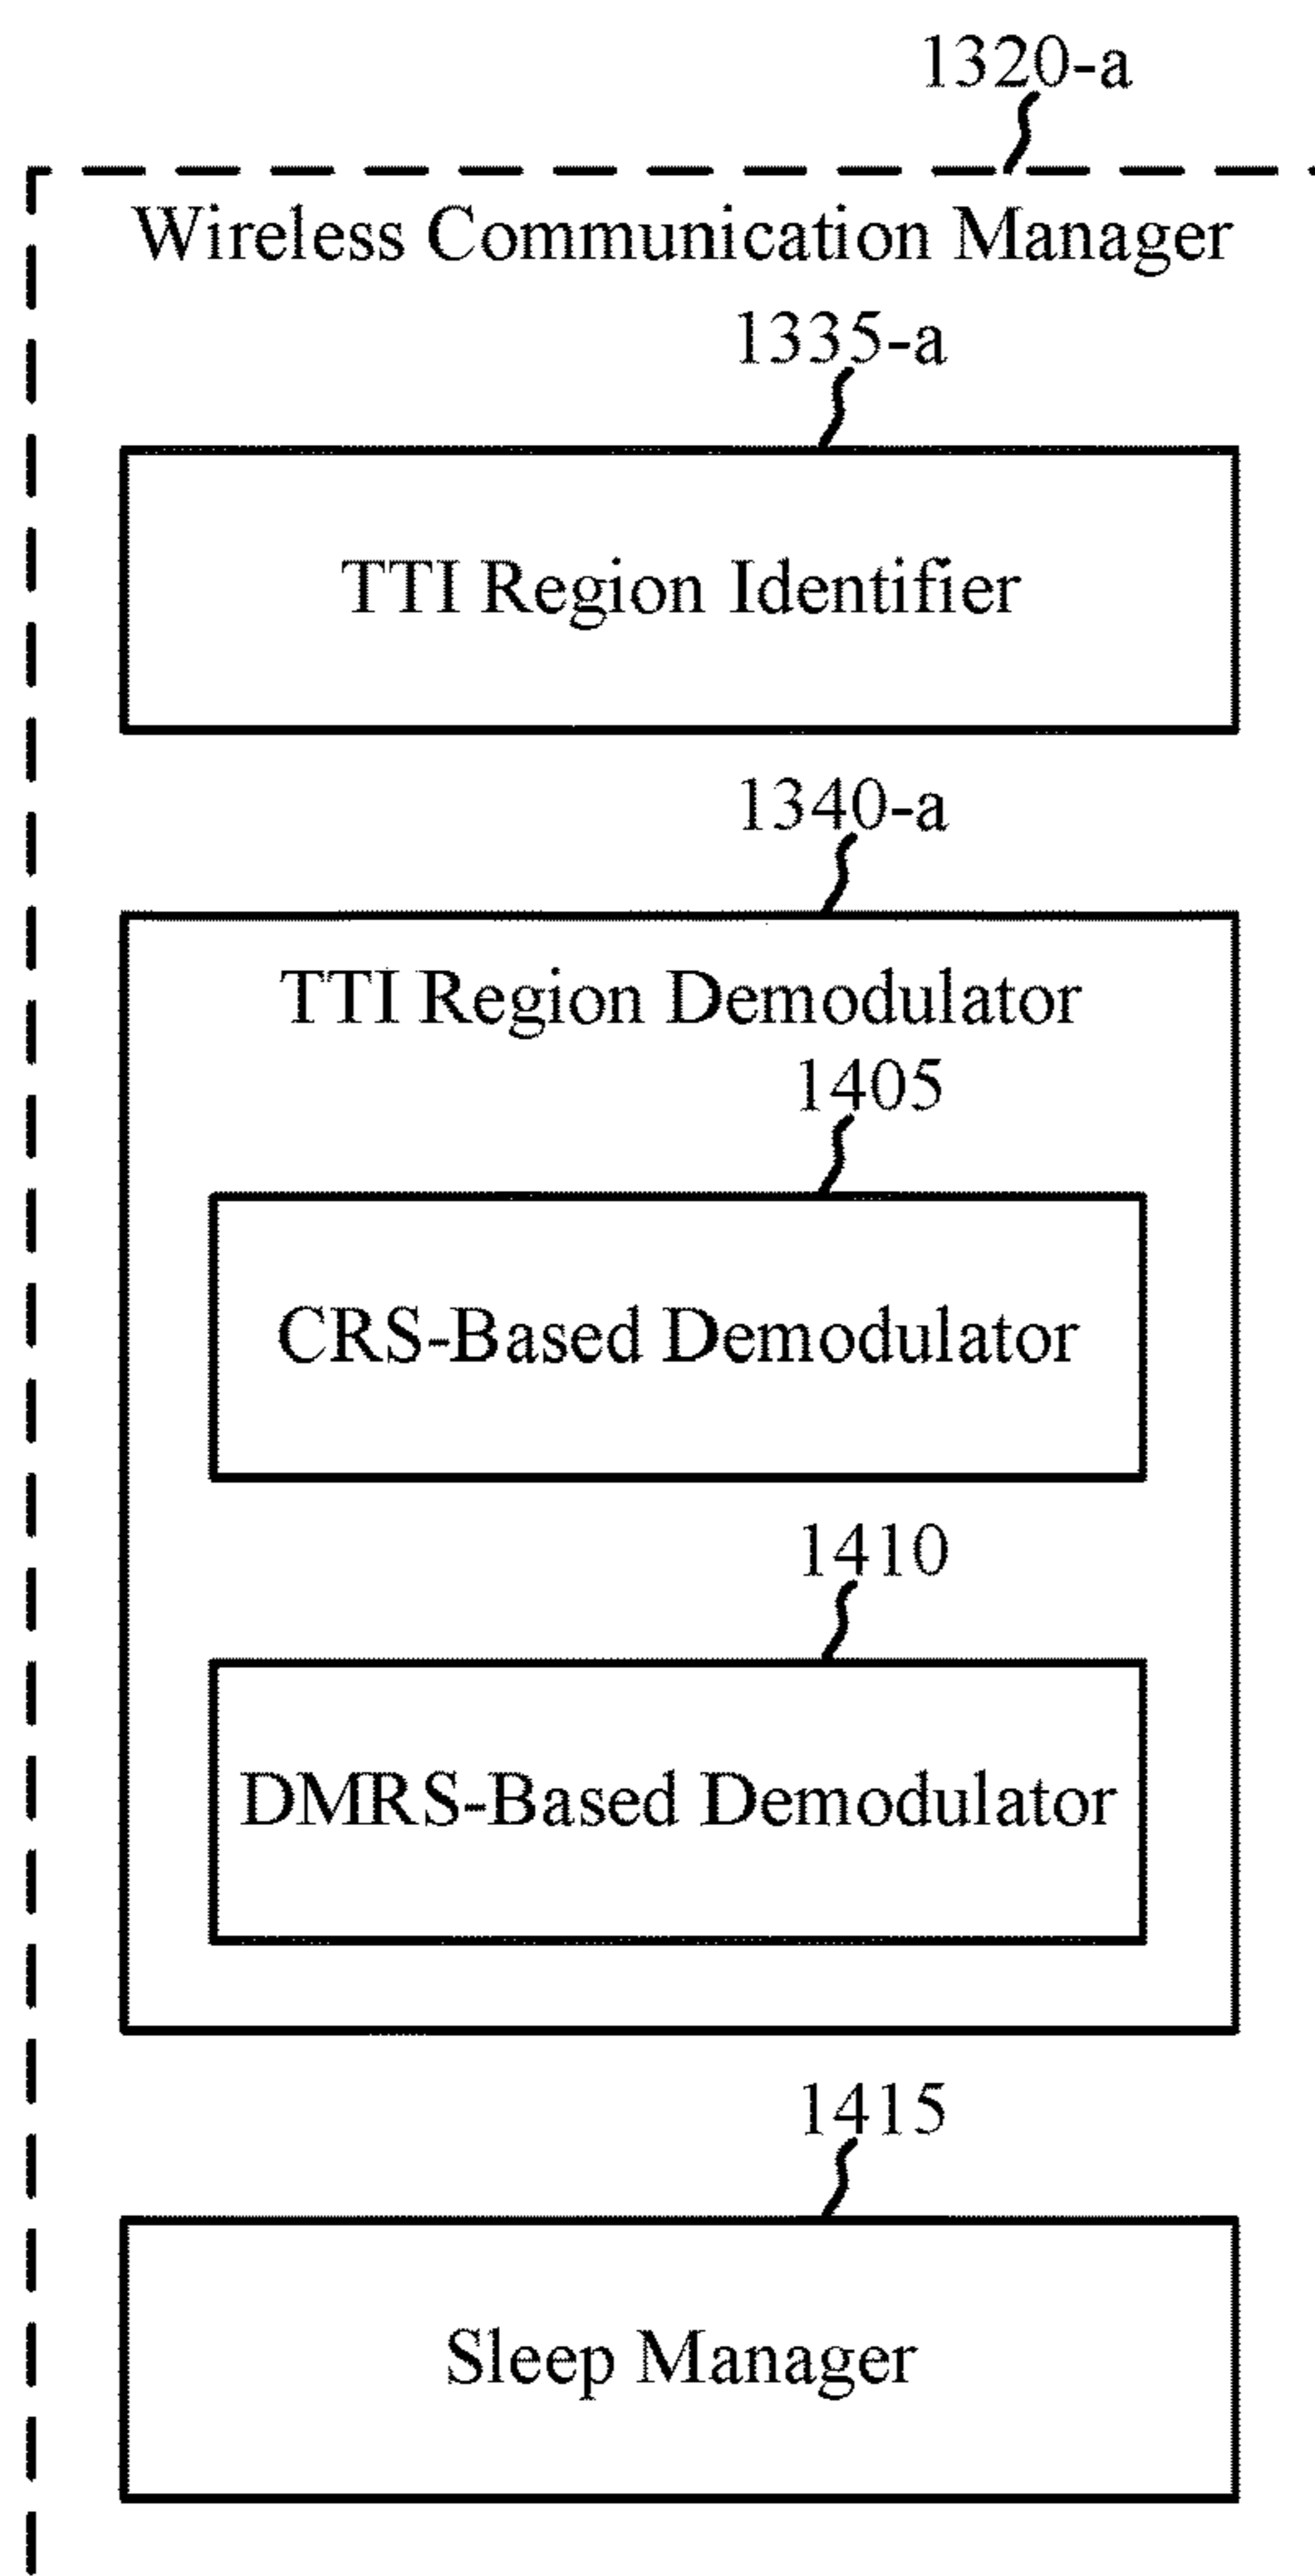 1320-a
Wireless Communication Manager
1335-a
TTI Region Identifier
1340-a
TTI Region Demodulator
1405
CRS-Based Demodulator
1410
DMRS-Based Demodulator
1415
Sleep Manager